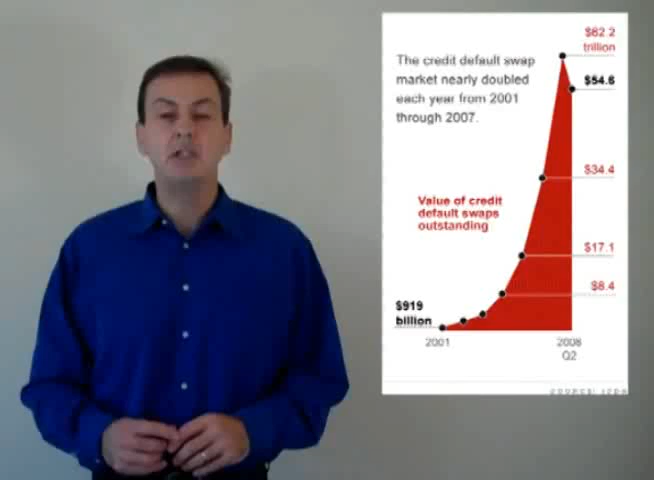 $62.2
trillion
The credit default swap
market nearly doubled
each year from 2001
through 2007.
$54.6
$34.4
Value of credit
default swaps
outstanding
$17.1
$8.4
$919
billion
2001
2008
Q2